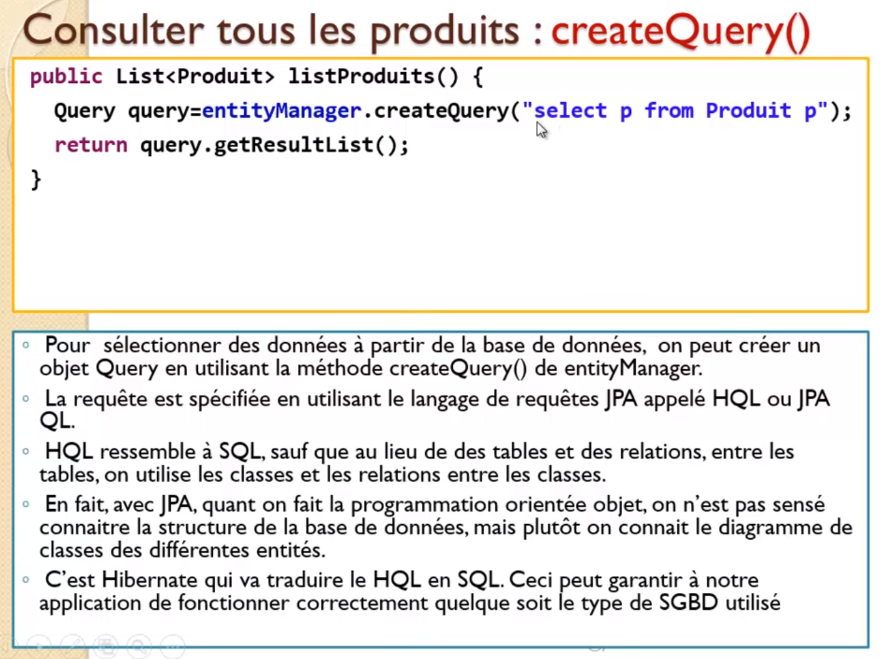 Consulter tous les produits : createQuery()
public List<Produit> listProduits() {
Query query=entityManager.createQuery("select p from Produit p");
return query.getResultList();
}
◦ Pour sélectionner des données à partir de la base de données, on peut créer un
objet Query en utilisant la méthode createQuery() de entityManager.
◦ La requête est spécifiée en utilisant le langage de requêtes JPA appelé HQL ou JPA
QL.
◦ HQL ressemble à SQL, sauf que au lieu de des tables et des relations, entre les
tables, on utilise les classes et les relations entre les classes.
◦ En fait, avec JPA, quant on fait la programmation orientée objet, on n'est pas sensé
connaitre la structure de la base de données, mais plutôt on connait le diagramme de
classes des différentes entités.
◦ C'est Hibernate qui va traduire le HQL en SQL. Ceci peut garantir à notre
application de fonctionner correctement quelque soit le type de SGBD utilisé